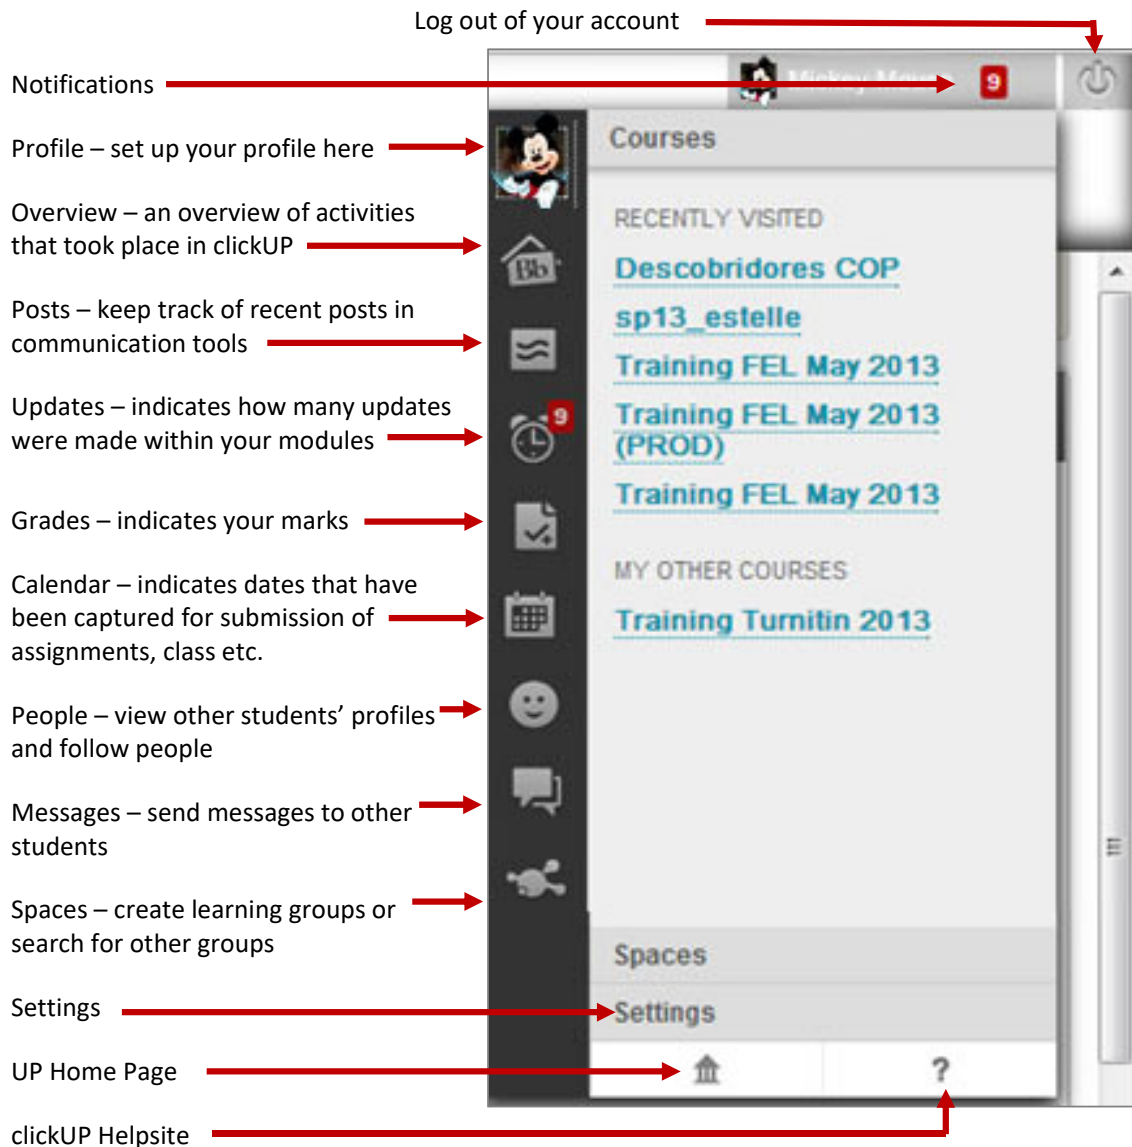 Log out of your account
Notifications
9
Profile – set up your profile here
Courses
Overview – an overview of activities
that took place in clickUP
RECENTLY VISITED
Bb
Descobridores COP
Posts – keep track of recent posts in
communication tools
sp13_estelle
Training FEL May 2013
Updates – indicates how many updates
were made within your modules
9
Training FEL May 2013
(PROD)
Training FEL May 2013
Grades – indicates your marks
Calendar – indicates dates that have
been captured for submission of
assignments, class etc.
MY OTHER COURSES
Training Turnitin 2013
People – view other students’ profiles
and follow people
Messages – send messages to other
students
Spaces – create learning groups or
search for other groups
Spaces
Settings
Settings
UP Home Page
?
clickUP Helpsite